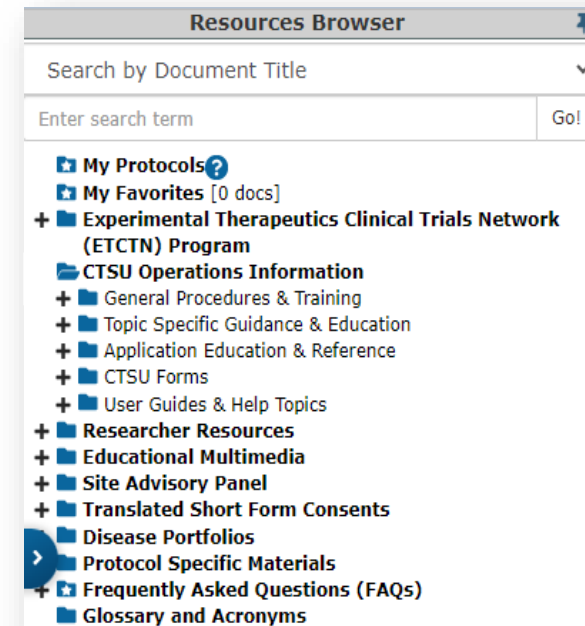 Resources Browser
Search by Document Title
Enter search term
Go!
My Protocols
My Favorites [0 docs]
Experimental Therapeutics Clinical Trials Network
(ETCTN) Program
CTSU Operations Information
General Procedures & Training
Topic Specific Guidance & Education
Application Education & Reference
CTSU Forms
User Guides & Help Topics
Researcher Resources
Educational Multimedia
Site Advisory Panel
Translated Short Form Consents
Disease Portfolios
Protocol Specific Materials
Frequently Asked Questions (FAQs)
Glossary and Acronyms